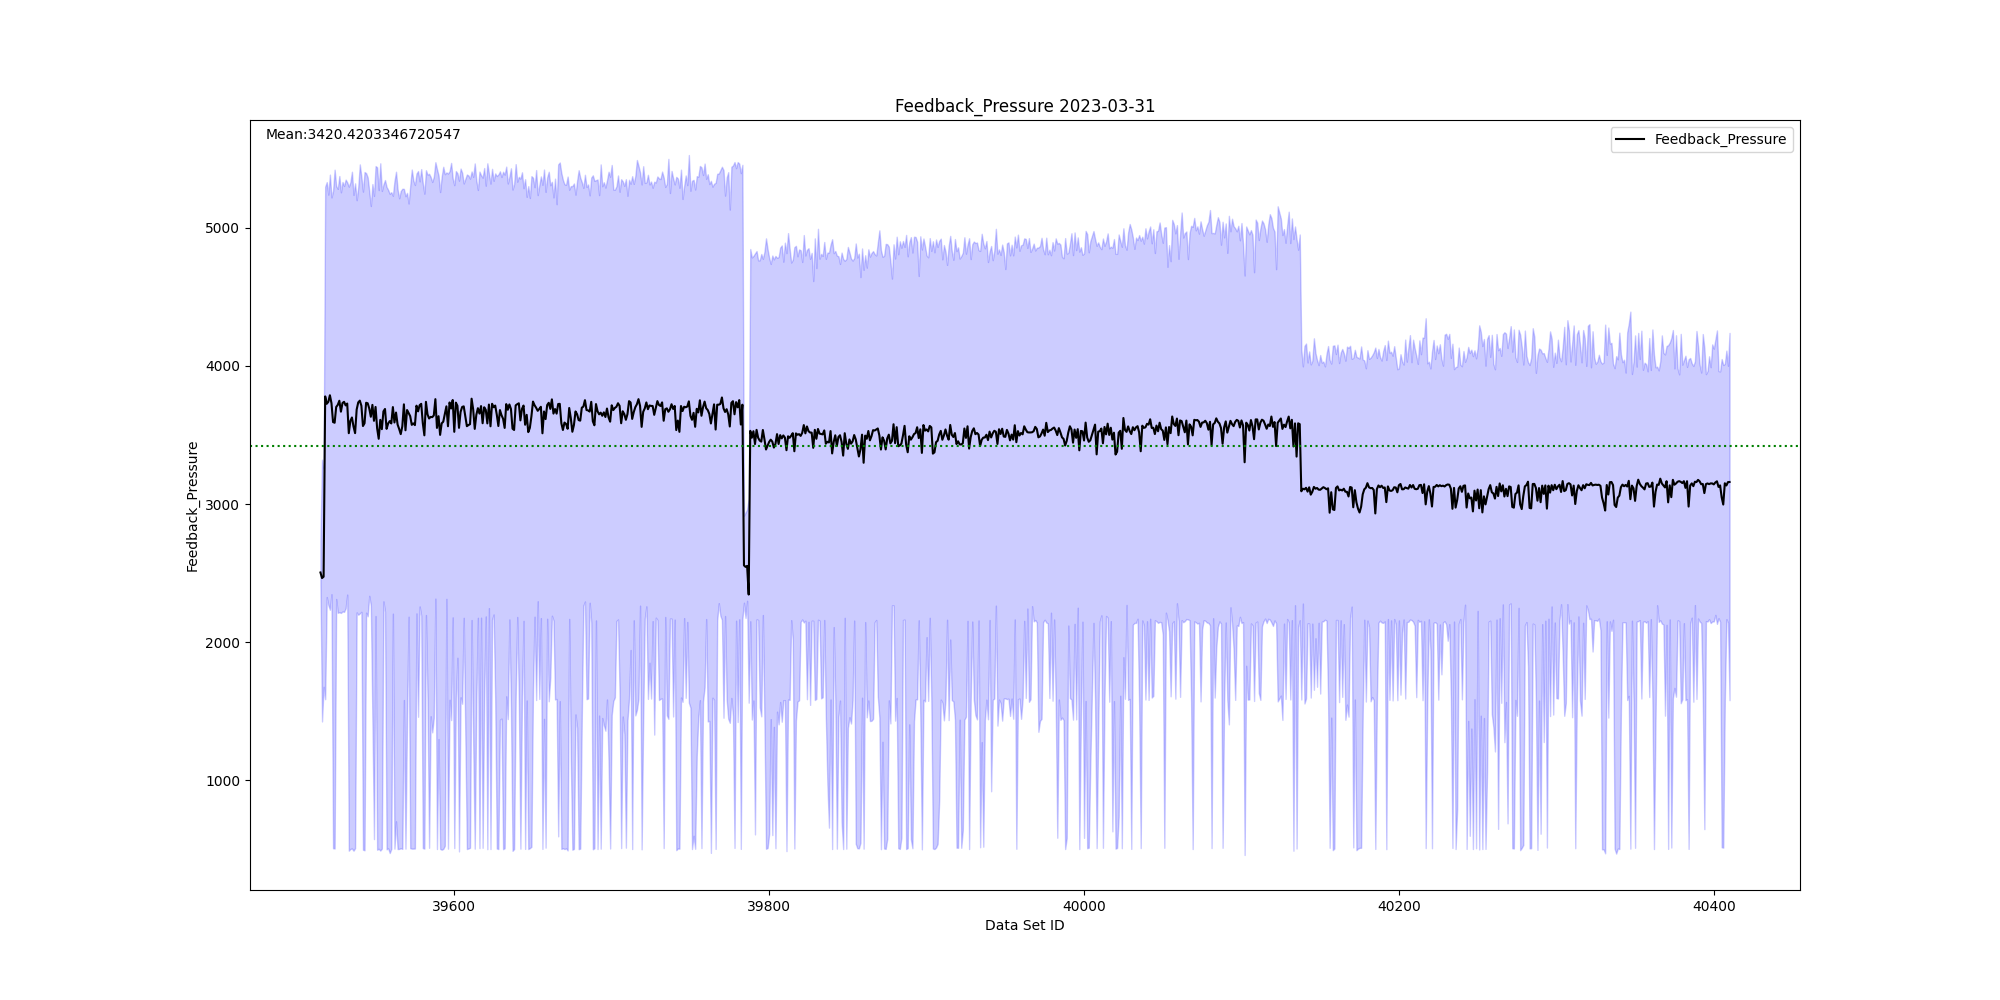 Feedback_Pressure 2023-03-31
Mean:3420.4203346720547
Feedback_Pressure
Feedback_Pressure
5000
4000
3000
2000
1000
39600
39800
40000
40200
40400
Data Set ID